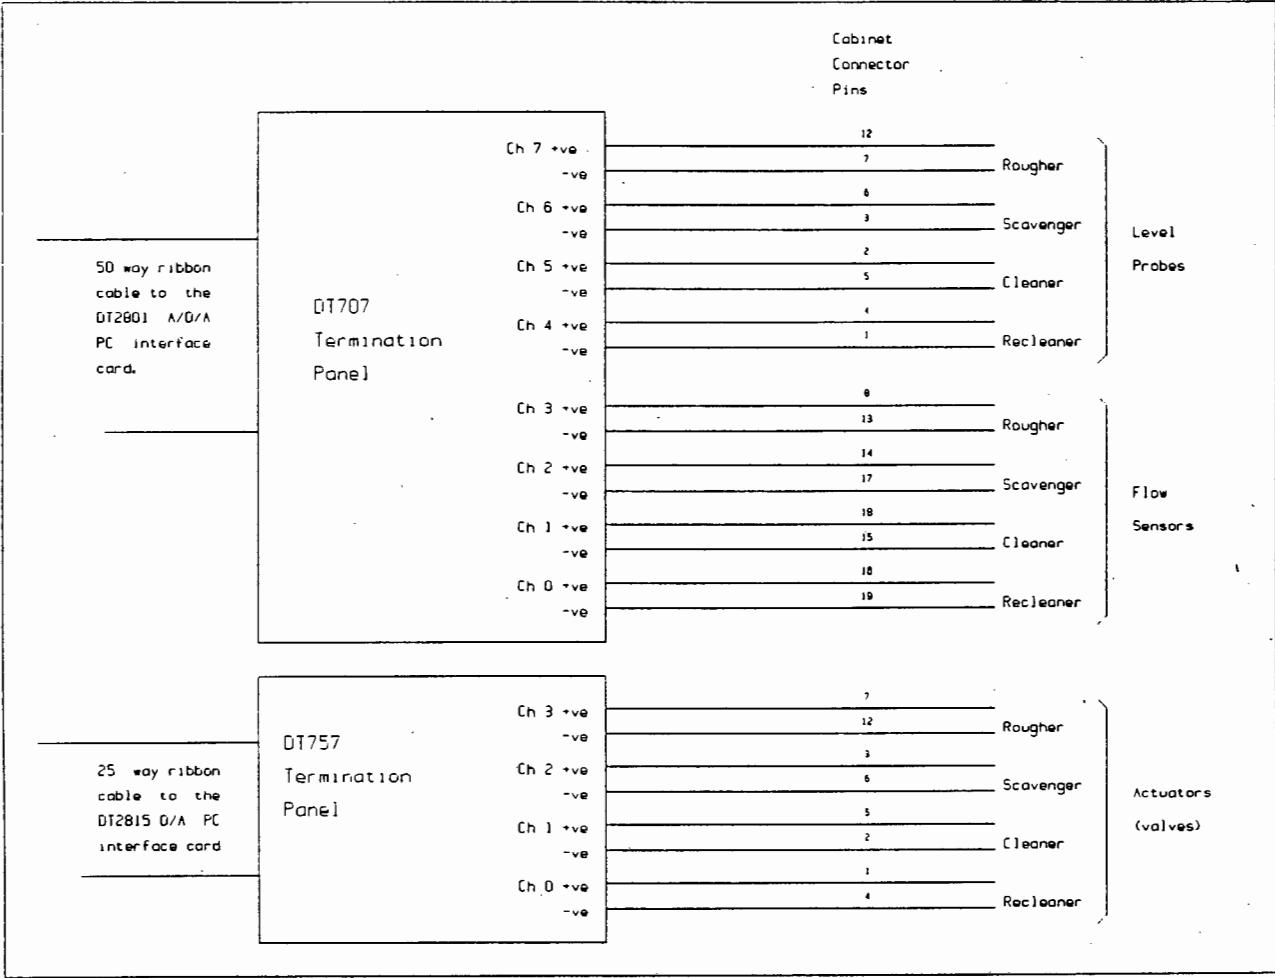 Cabinet
Connector
Pins
12
Ch 7 +ve
7
-ve
Rougher
6
Ch 6 +ve
3
-ve
Scavenger
Level
2
Ch 5 +ve
Probes
50 way ribbon
5
-ve
Cleaner
cable to the
DT707
DT2801 A/D/A
4
Ch 4 +ve
Termination
PC interface
1
-ve
Recleaner
card.
Panel
8
Ch 3 +ve
13
-ve
Rougher
14
Ch 2 +ve
17
-ve
Scavenger
Flow
18
Ch 1 +ve
Sensors
15
-ve
Cleaner
Ch 0 +ve
19
-ve
Recleaner
7
Ch 3 +ve
12
-ve
Rougher
DT757
3
Ch 2 +ve
25 way ribbon
Termination
6
-ve
Scavenger
Actuators
cable to the
Panel
5
Ch 1 +ve
(valves)
DT2815 D/A PC
2
-ve
Cleaner
interface card
1
Ch 0 +ve
4
-ve
Recleaner